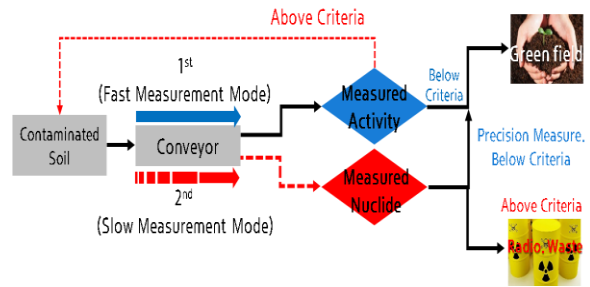 Above Criteria
1st
(Fast Measurement Mode)
Contaminated
Soil
Conveyor
2nd
(Slow Measurement Mode)
Measured
Activity
Below
Criteria
Green field
Measured
Nuclide
Precision Measure.
Below Criteria
Above Criteria
Radio. Waste